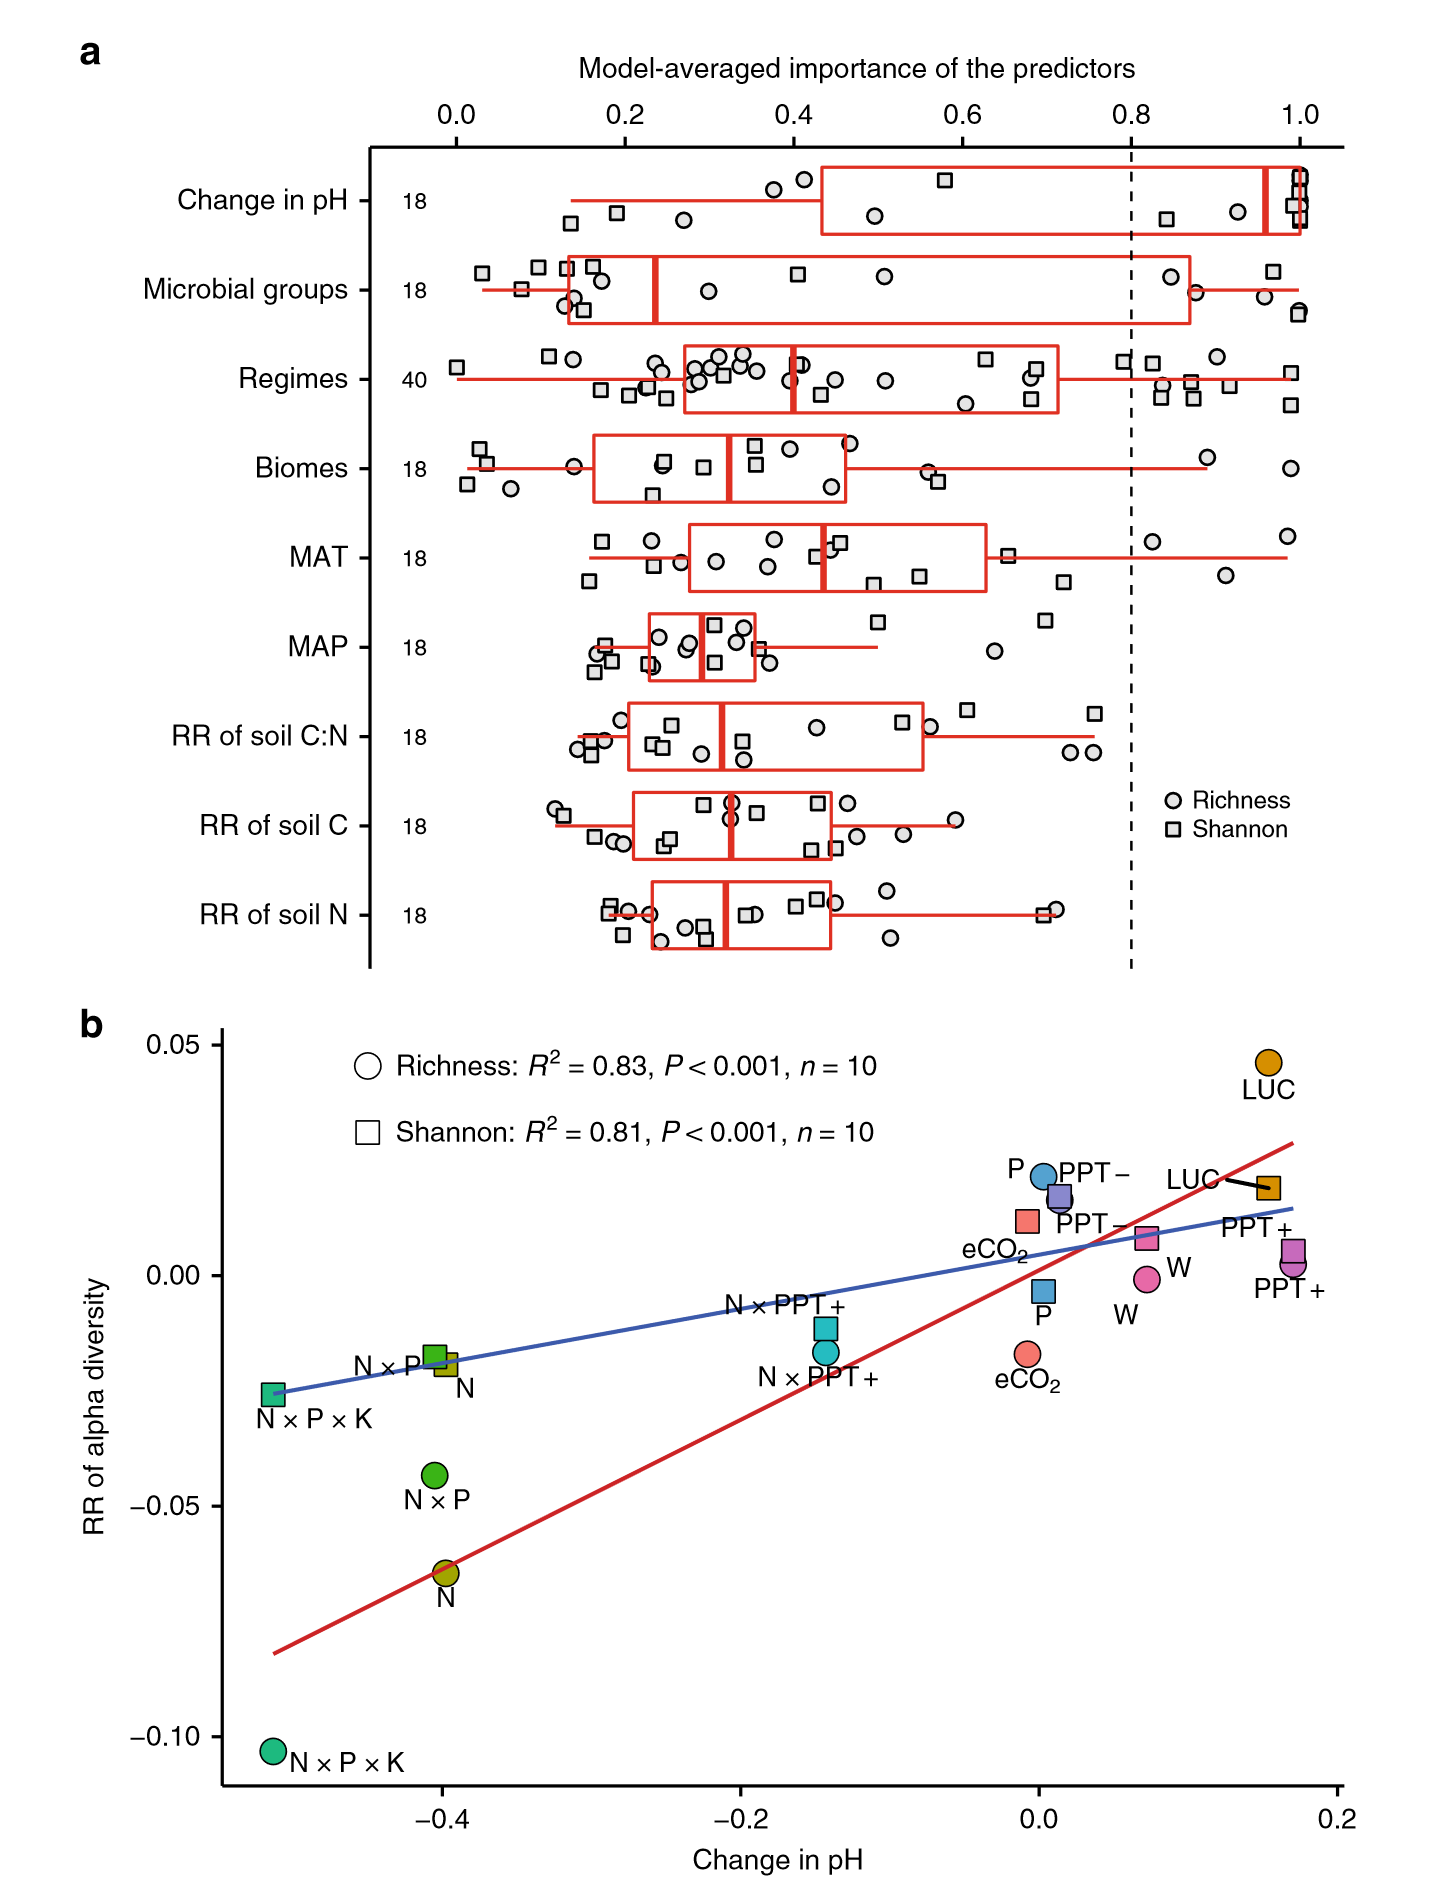 a
Model-averaged importance of the predictors
0.0 0.2 0.4 0.6 0.8 1.0
Change in pH 18
Microbial groups 18
Regimes 40
Biomes 18
MAT 18
MAP 18
RR of soil C:N 18
RR of soil C 18
RR of soil N 18
Richness
Shannon
b
RR of alpha diversity
0.05
0.00
−0.05
−0.10
Richness: R² = 0.83, P < 0.001, n = 10
Shannon: R² = 0.81, P < 0.001, n = 10
LUC
P PPT−
LUC
PPT−
PPT+
eCO₂
W
PPT+
N × PPT+
P
W
N × P
N × PPT+
eCO₂
N
N × P × K
N × P
N
N × P × K
−0.4 −0.2 0.0 0.2
Change in pH